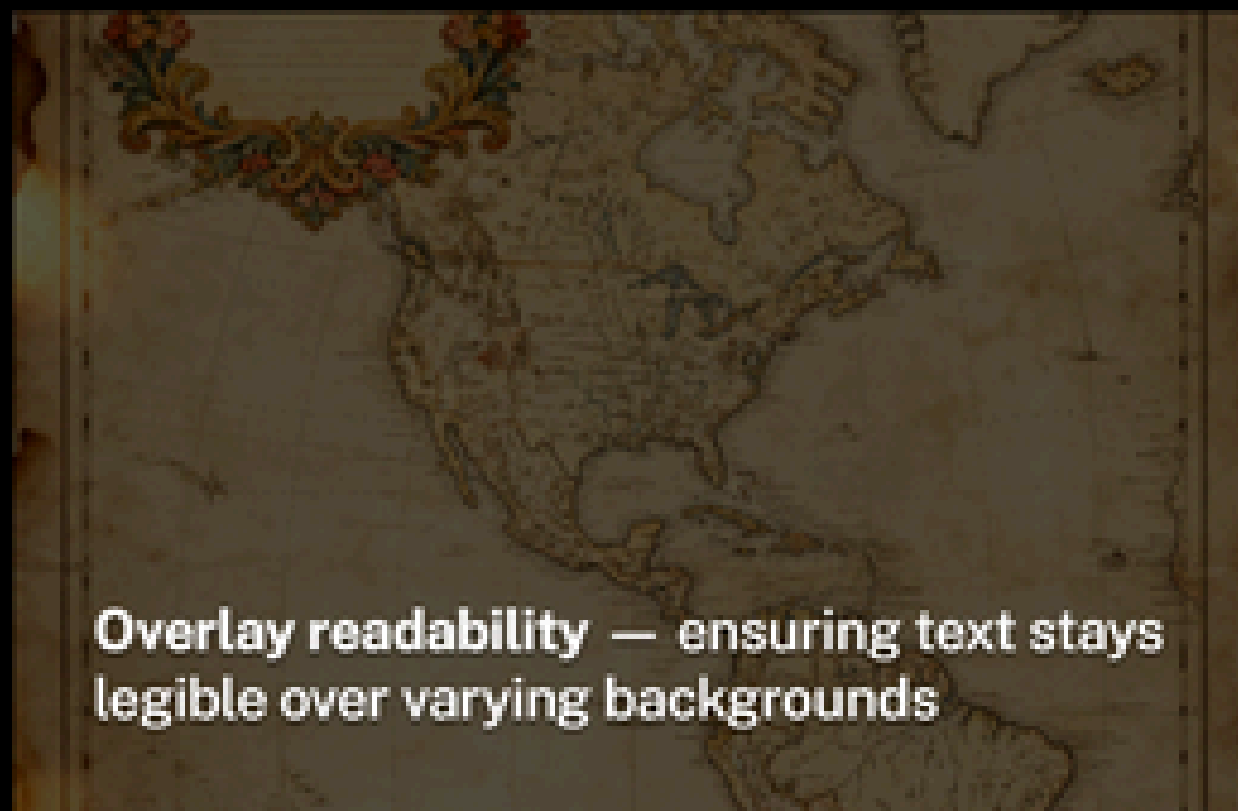 Overlay readability — ensuring text stays
legible over varying backgrounds